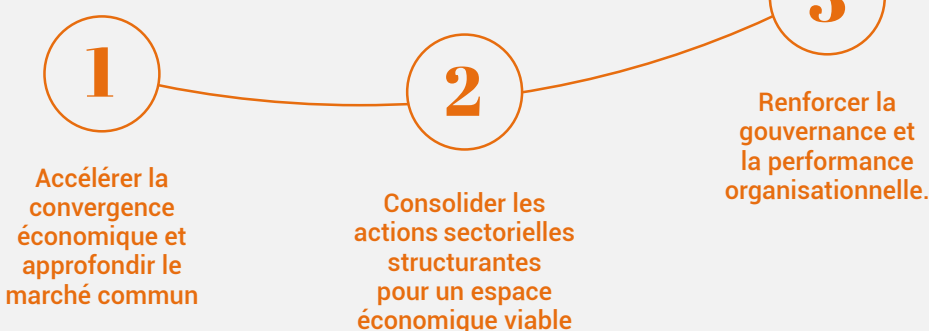 1
Accélérer la
convergence
économique et
approfondir le
marché commun
2
Consolider les
actions sectorielles
structurantes
pour un espace
économique viable
3
Renforcer la
gouvernance et
la performance
organisationnelle.